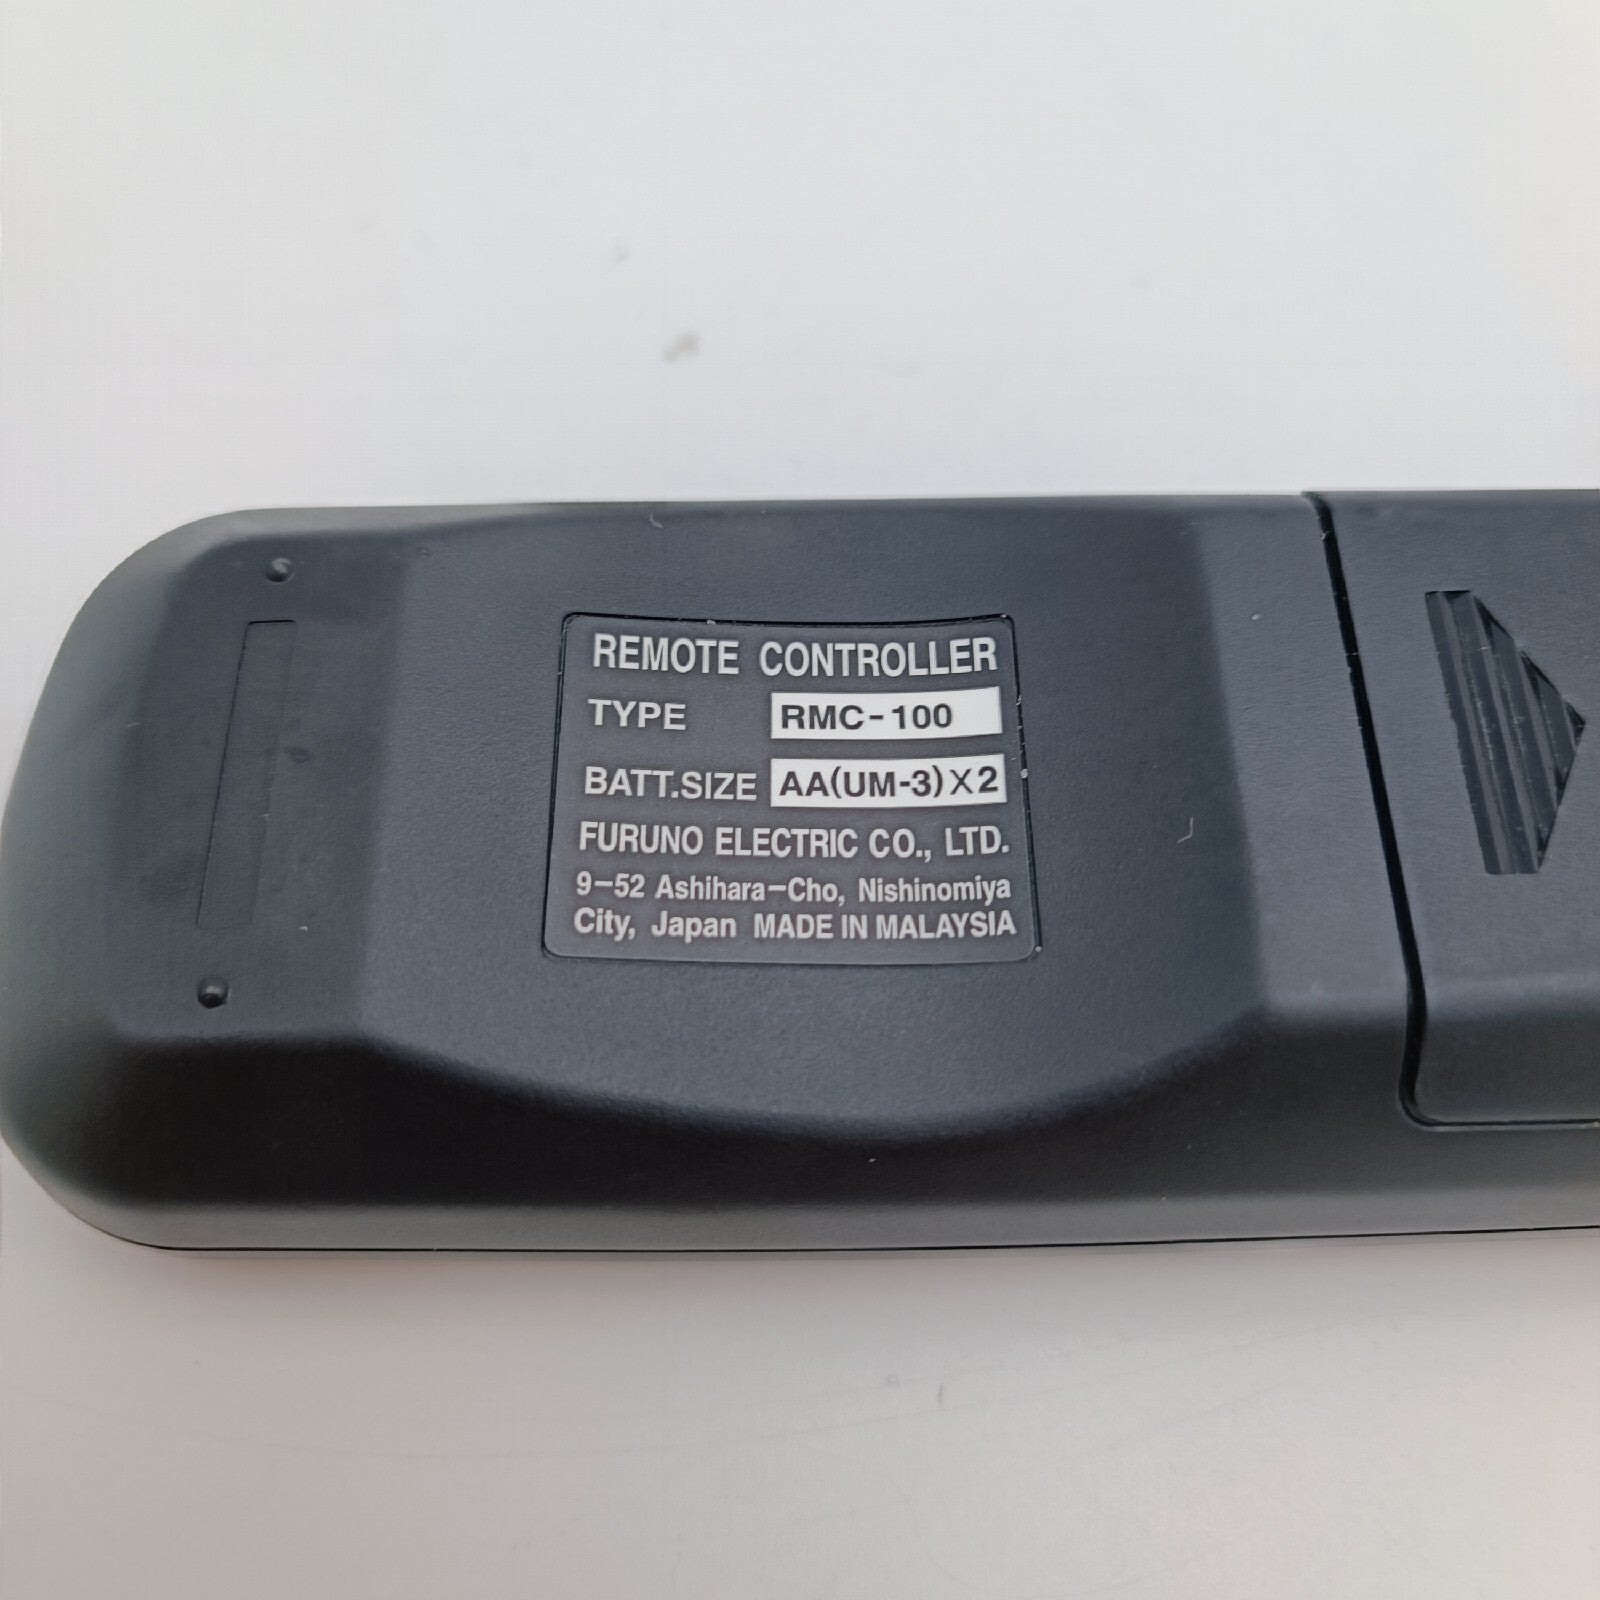 REMOTE CONTROLLER
TYPE RMC-100
BATT.SIZE AA(UM-3)X2
FURUNO ELECTRIC CO., LTD.
9-52 Ashihara-Cho, Nishinomiya
City, Japan MADE IN MALAYSIA